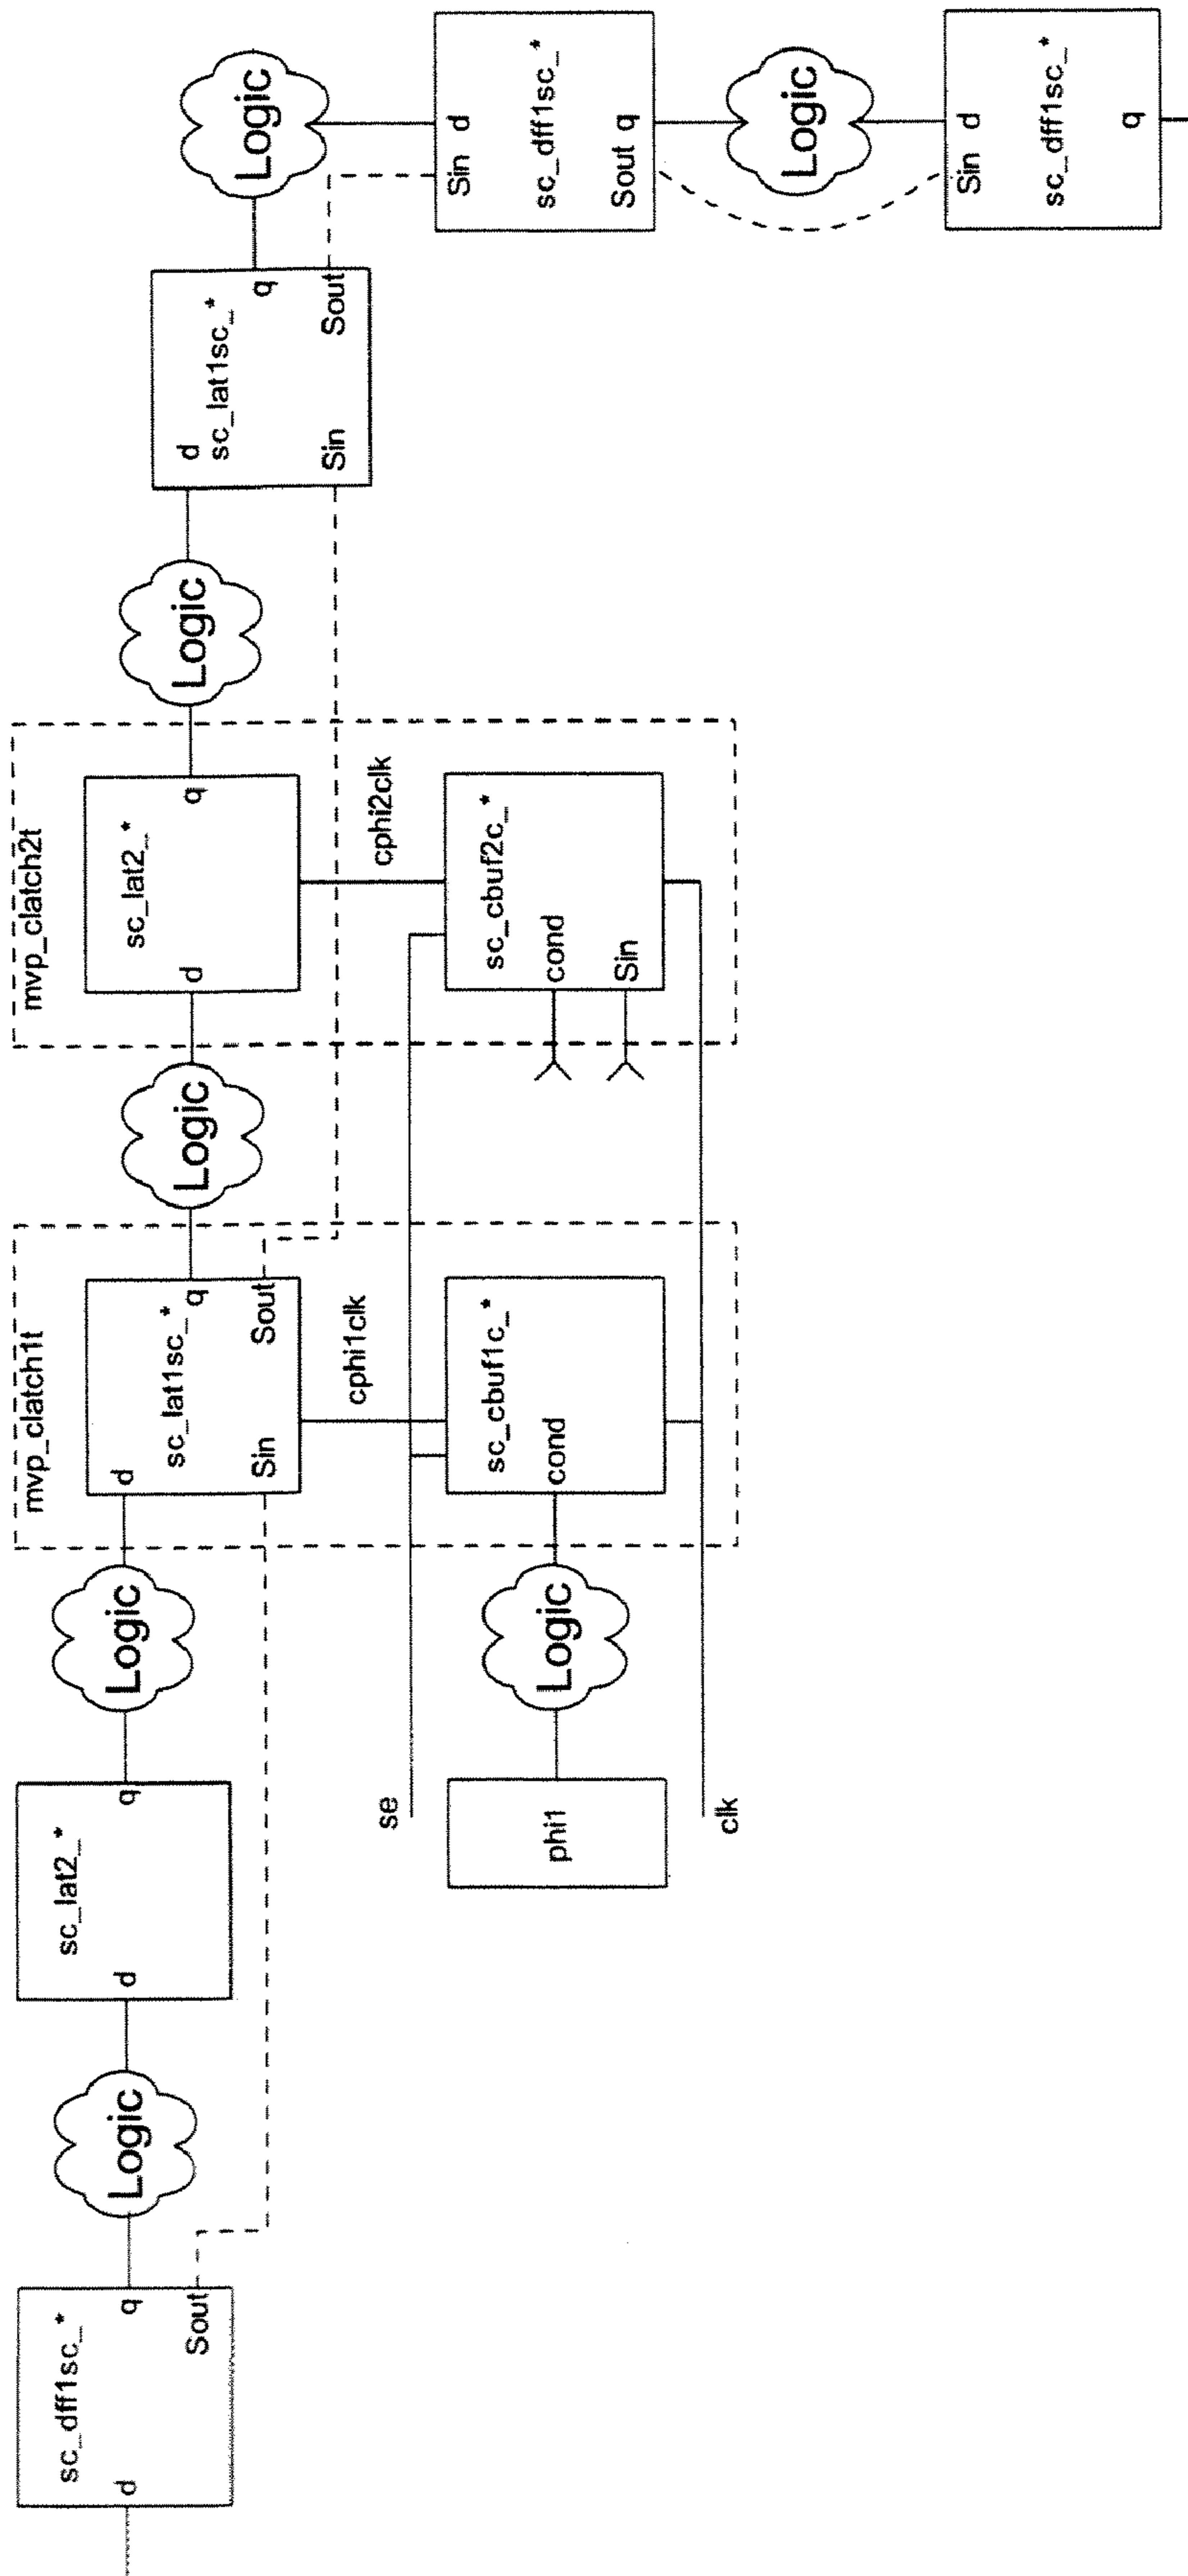 sc_dff1sc_*
d
q
Sout
Logic
sc_lat2_*
d
q
Logic
mvp_clatch1t
d
sc_lat1sc_*
q
Sin
Sout
cphi1clk
Logic
mvp_clatch2t
sc_lat2_*
d
q
cphi2clk
Logic
d
sc_lat1sc_*
q
Sin
Sout
Logic
Sin d
sc_dff1sc_*
Sout q
Logic
Sin d
sc_dff1sc_*
q
se
phi1
Logic
sc_cbuf1c_*
cond
sc_cbuf2c_*
cond
Sin
clk